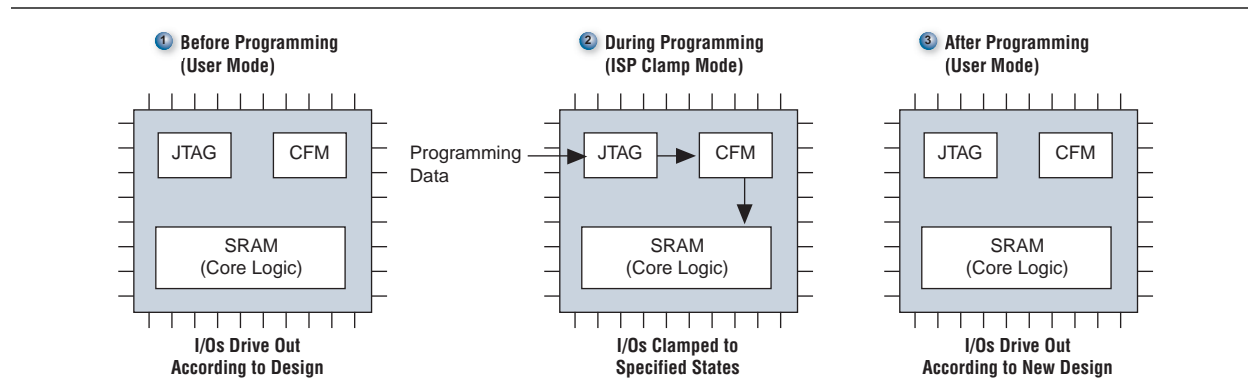 1 Before Programming
(User Mode)
JTAG
CFM
SRAM
(Core Logic)
I/Os Drive Out
According to Design
2 During Programming
(ISP Clamp Mode)
Programming
Data
JTAG
CFM
SRAM
(Core Logic)
I/Os Clamped to
Specified States
3 After Programming
(User Mode)
JTAG
CFM
SRAM
(Core Logic)
I/Os Drive Out
According to New Design